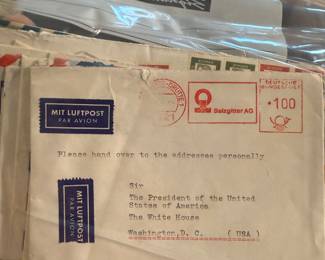 MIT LUFTPOST
PAR AVION
Salzgitter AG
DEUTSCHE
BUNDESPOST
100
Please hand over to the addressee personally
Sir
The President of the United
States of America
The White House
Washington, D. C. ( USA )
MIT LUFTPOST
PAR AVION